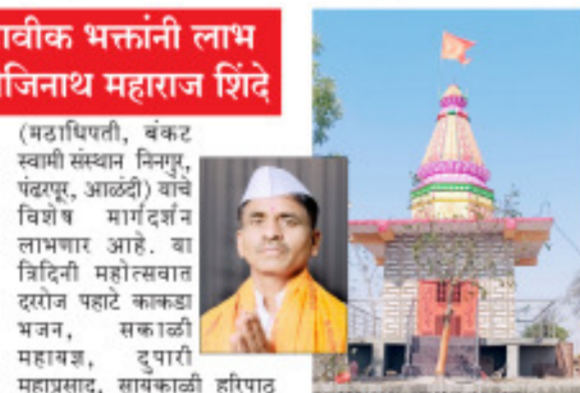 ावीक भक्तांनी लाभ
जिनाथ महाराज शिंदे
(मठाधिपती, बंकट
स्वामी संस्थान निनगुर,
पंढरपूर, आळंदी) यांचे
विशेष मार्गदर्शन
लाभणार आहे. या
त्रिदिनी महोत्सवात
दररोज पहाटे काकडा
भजन, सकाळी
महायज्ञ, दुपारी
महाप्रसाद, सायंकाळी हरिपाठ